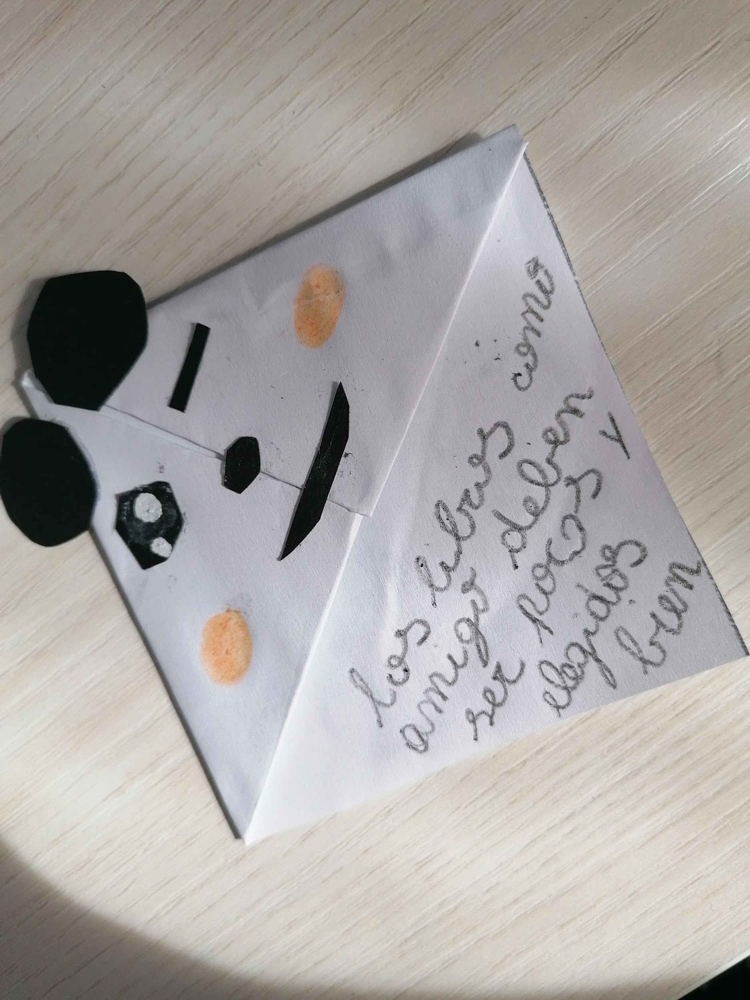 los libros como
amigos deben
ser pocos y
elegidos
bien